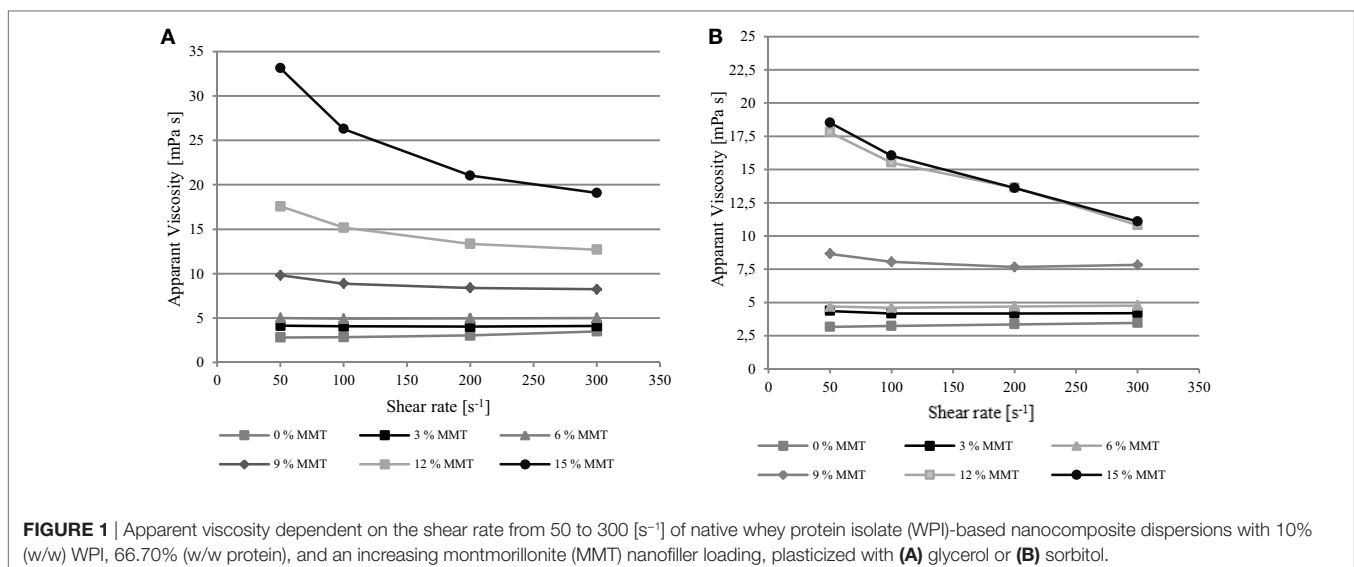 A
35
30
25
20
15
10
5
0
Apparant Viscosity [mPa s]
0 50 100 150 200 250 300 350
Shear rate [s⁻¹]
0 % MMT 3 % MMT 6 % MMT
9 % MMT 12 % MMT 15 % MMT
B
25
22,5
20
17,5
15
12,5
10
7,5
5
2,5
0
Apparant Viscosity [mPa s]
0 50 100 150 200 250 300 350
Shear rate [s⁻¹]
0 % MMT 3 % MMT 6 % MMT
9 % MMT 12 % MMT 15 % MMT
FIGURE 1 | Apparent viscosity dependent on the shear rate from 50 to 300 [s⁻¹] of native whey protein isolate (WPI)-based nanocomposite dispersions with 10%
(w/w) WPI, 66.70% (w/w protein), and an increasing montmorillonite (MMT) nanofiller loading, plasticized with (A) glycerol or (B) sorbitol.